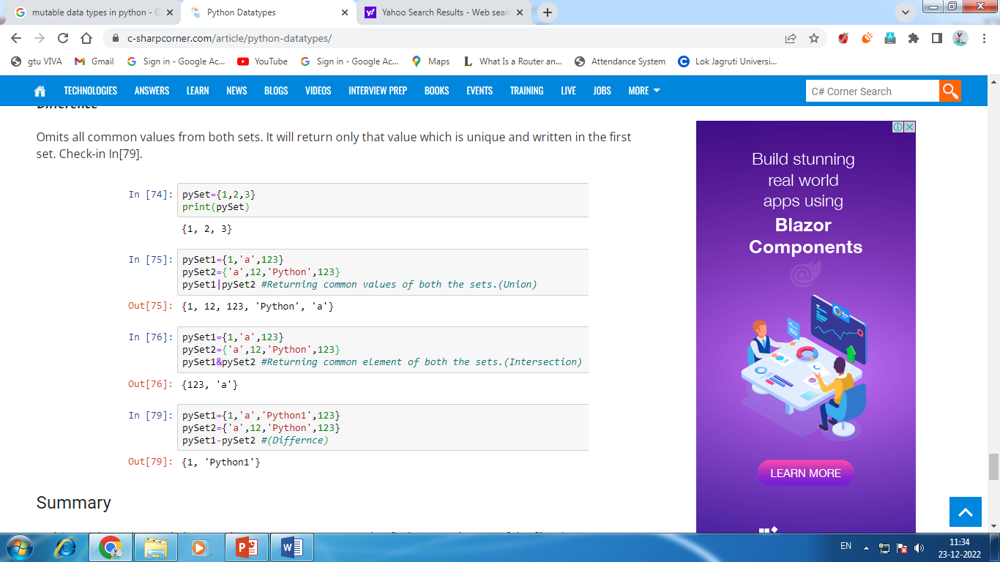 mutable data types in python - G
Python Datatypes
Yahoo Search Results - Web sear
c-sharpcorner.com/article/python-datatypes/
gtu VIVA
Gmail
Sign in - Google Ac...
YouTube
Sign in - Google Ac...
Maps
What Is a Router an...
Attendance System
Lok Jagruti Universi...
TECHNOLOGIES ANSWERS LEARN NEWS BLOGS VIDEOS INTERVIEW PREP BOOKS EVENTS TRAINING LIVE JOBS MORE
C# Corner Search
Difference
Omits all common values from both sets. It will return only that value which is unique and written in the first
set. Check-in In[79].
In [74]: pySet={1,2,3}
print(pySet)
{1, 2, 3}
In [75]: pySet1={1,'a',123}
pySet2={'a',12,'Python',123}
pySet1|pySet2 #Returning common values of both the sets.(Union)
Out[75]: {1, 12, 123, 'Python', 'a'}
In [76]: pySet1={1,'a',123}
pySet2={'a',12,'Python',123}
pySet1&pySet2 #Returning common element of both the sets.(Intersection)
Out[76]: {123, 'a'}
In [79]: pySet1={1,'a','Python1',123}
pySet2={'a',12,'Python',123}
pySet1-pySet2 #(Differnce)
Out[79]: {1, 'Python1'}
Summary
Build stunning
real world
apps using
Blazor
Components
LEARN MORE
EN
11:34
23-12-2022